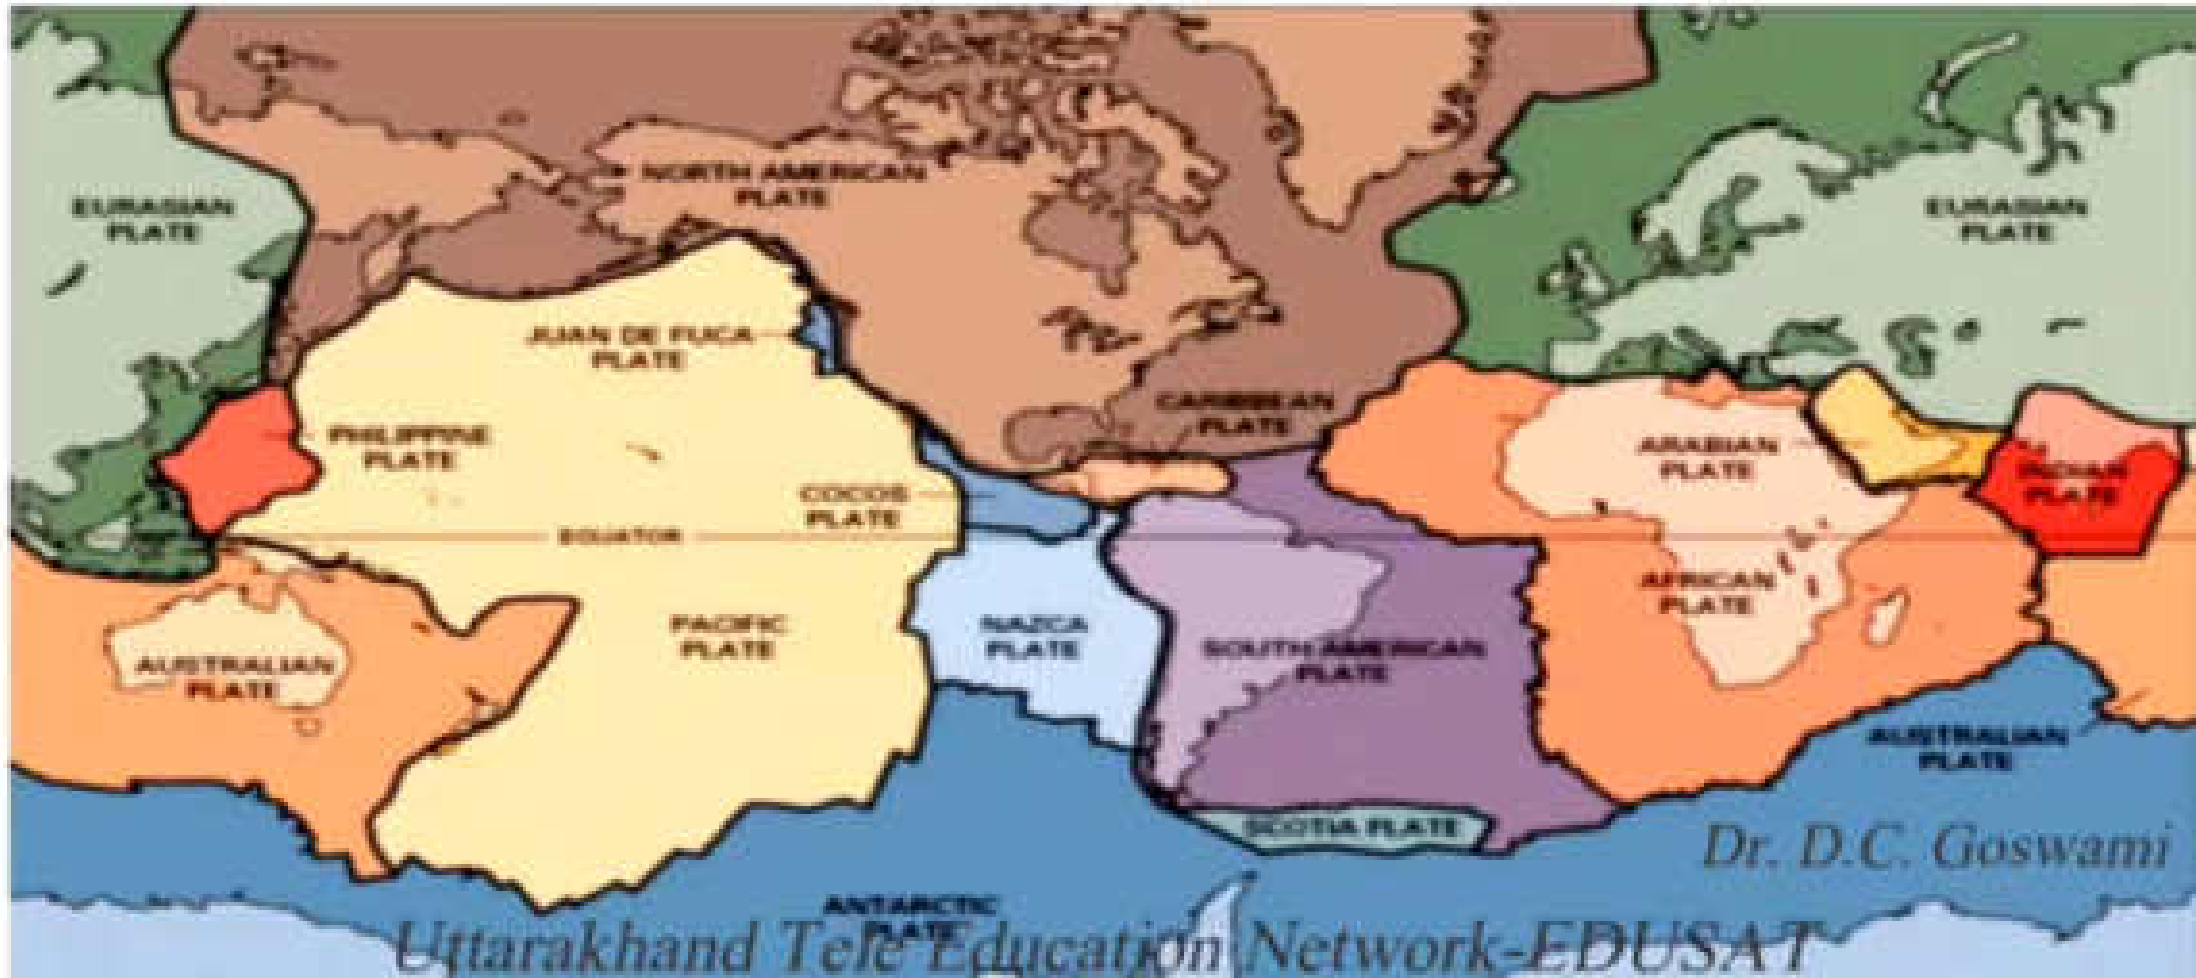 NORTH AMERICAN
PLATE
EURASIAN
PLATE
EURASIAN
PLATE
JUAN DE FUCA
PLATE
CARIBBEAN
PLATE
PHILIPPINE
PLATE
ARABIAN
PLATE
INDIAN
PLATE
COCOS
PLATE
EQUATOR
AFRICAN
PLATE
PACIFIC
PLATE
NAZCA
PLATE
SOUTH AMERICAN
PLATE
AUSTRALIAN
PLATE
AUSTRALIAN
PLATE
SCOTIA PLATE
Dr. D.C. Goswami
ANTARCTIC
PLATE
Uttarakhand Tele Education Network-EDUSAT